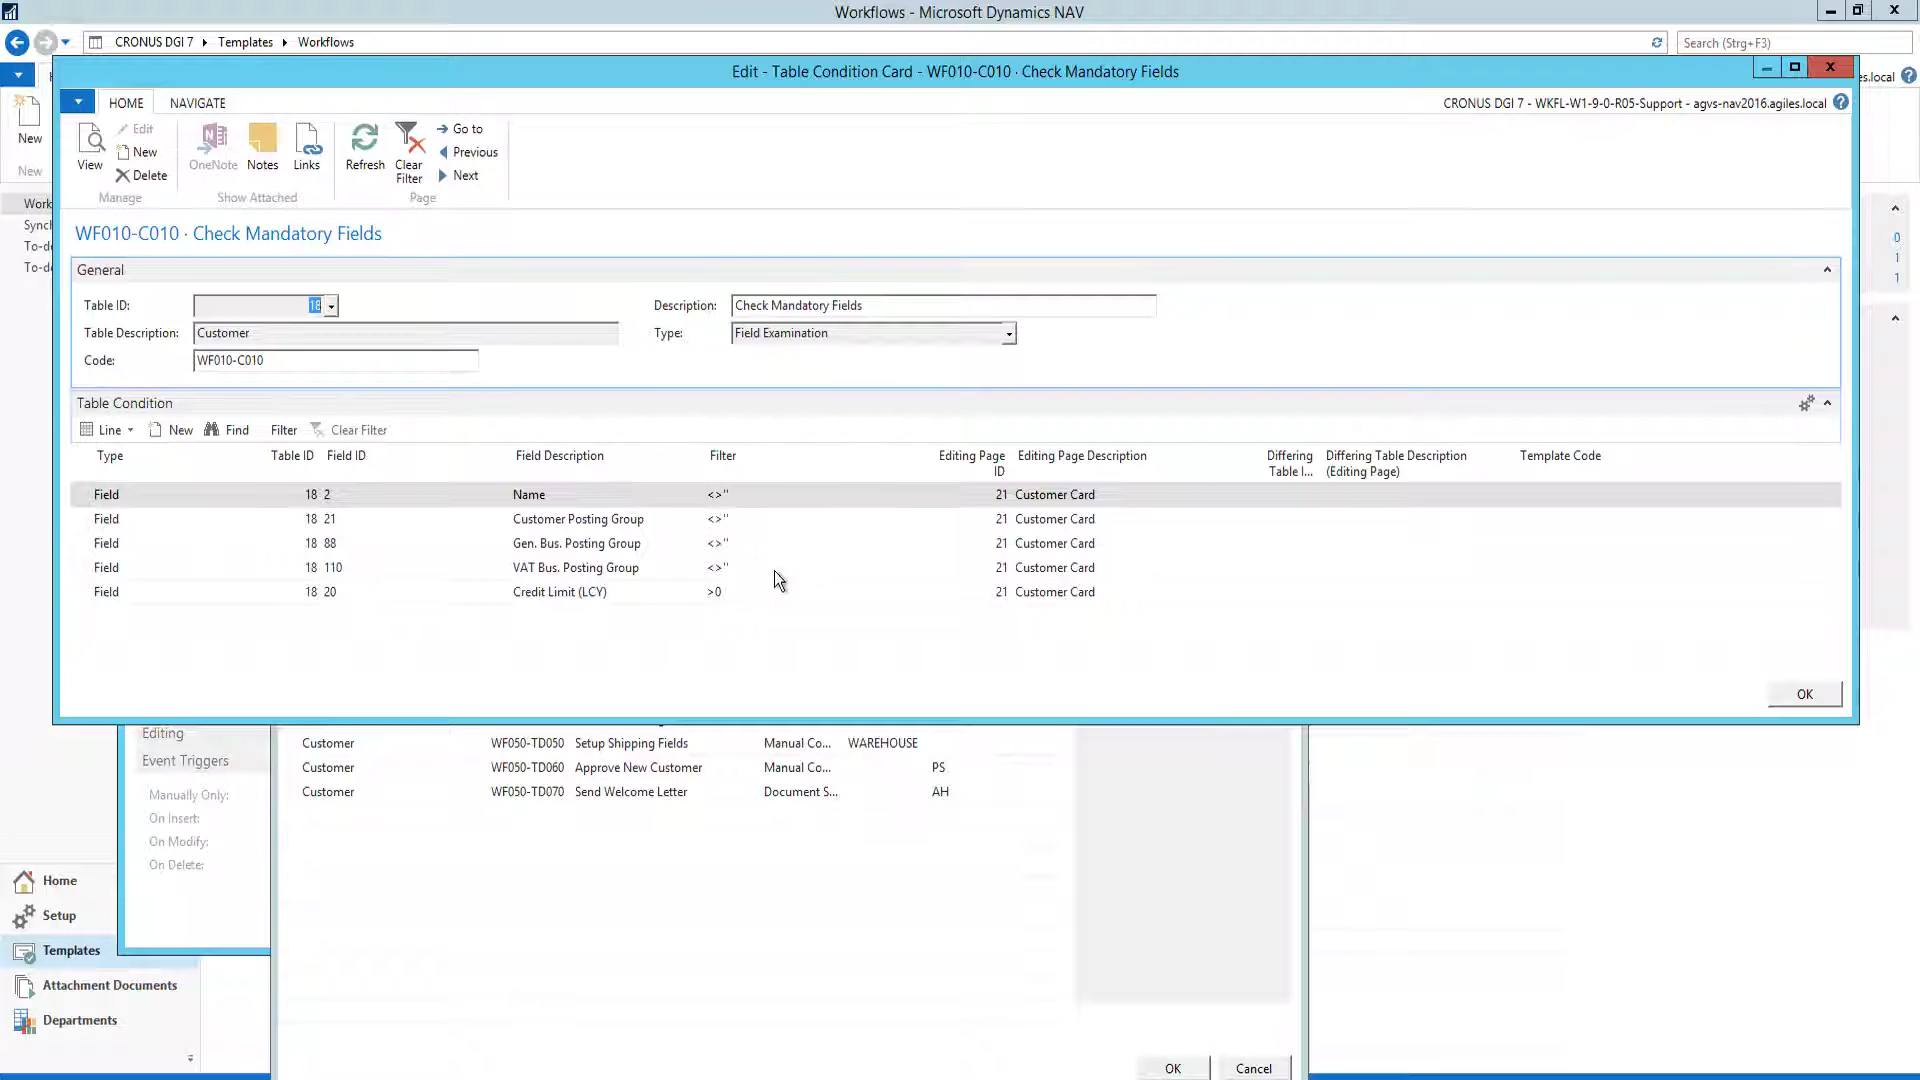 Workflows - Microsoft Dynamics NAV
CRONUS DGI 7 Templates Workflows
Search (Strg+F3)
Edit - Table Condition Card - WF010-C010 · Check Mandatory Fields
HOME NAVIGATE
CRONUS DGI 7 - WKFL-W1-9-0-R05-Support - agvs-nav2016.agiles.local
es.local
New
New
View
Edit
New
Delete
Manage
OneNote
Notes
Links
Show Attached
Refresh
Clear Filter
Go to
Previous
Next
Page
Work
Sync
To-d
To-d
0
1
1
WF010-C010 · Check Mandatory Fields
General
Table ID: 18
Description: Check Mandatory Fields
Table Description: Customer
Type: Field Examination
Code: WF010-C010
Table Condition
Line New Find Filter Clear Filter
Type Table ID Field ID Field Description Filter Editing Page ID Editing Page Description Differing Table I... Differing Table Description (Editing Page) Template Code
Field 18 2 Name <>'' 21 Customer Card
Field 18 21 Customer Posting Group <>'' 21 Customer Card
Field 18 88 Gen. Bus. Posting Group <>'' 21 Customer Card
Field 18 110 VAT Bus. Posting Group <>'' 21 Customer Card
Field 18 20 Credit Limit (LCY) >0 21 Customer Card
OK
Editing
Event Triggers
Manually Only:
On Insert:
On Modify:
On Delete:
Customer WF050-TD050 Setup Shipping Fields Manual Co... WAREHOUSE
Customer WF050-TD060 Approve New Customer Manual Co... PS
Customer WF050-TD070 Send Welcome Letter Document S... AH
Home
Setup
Templates
Attachment Documents
Departments
OK Cancel